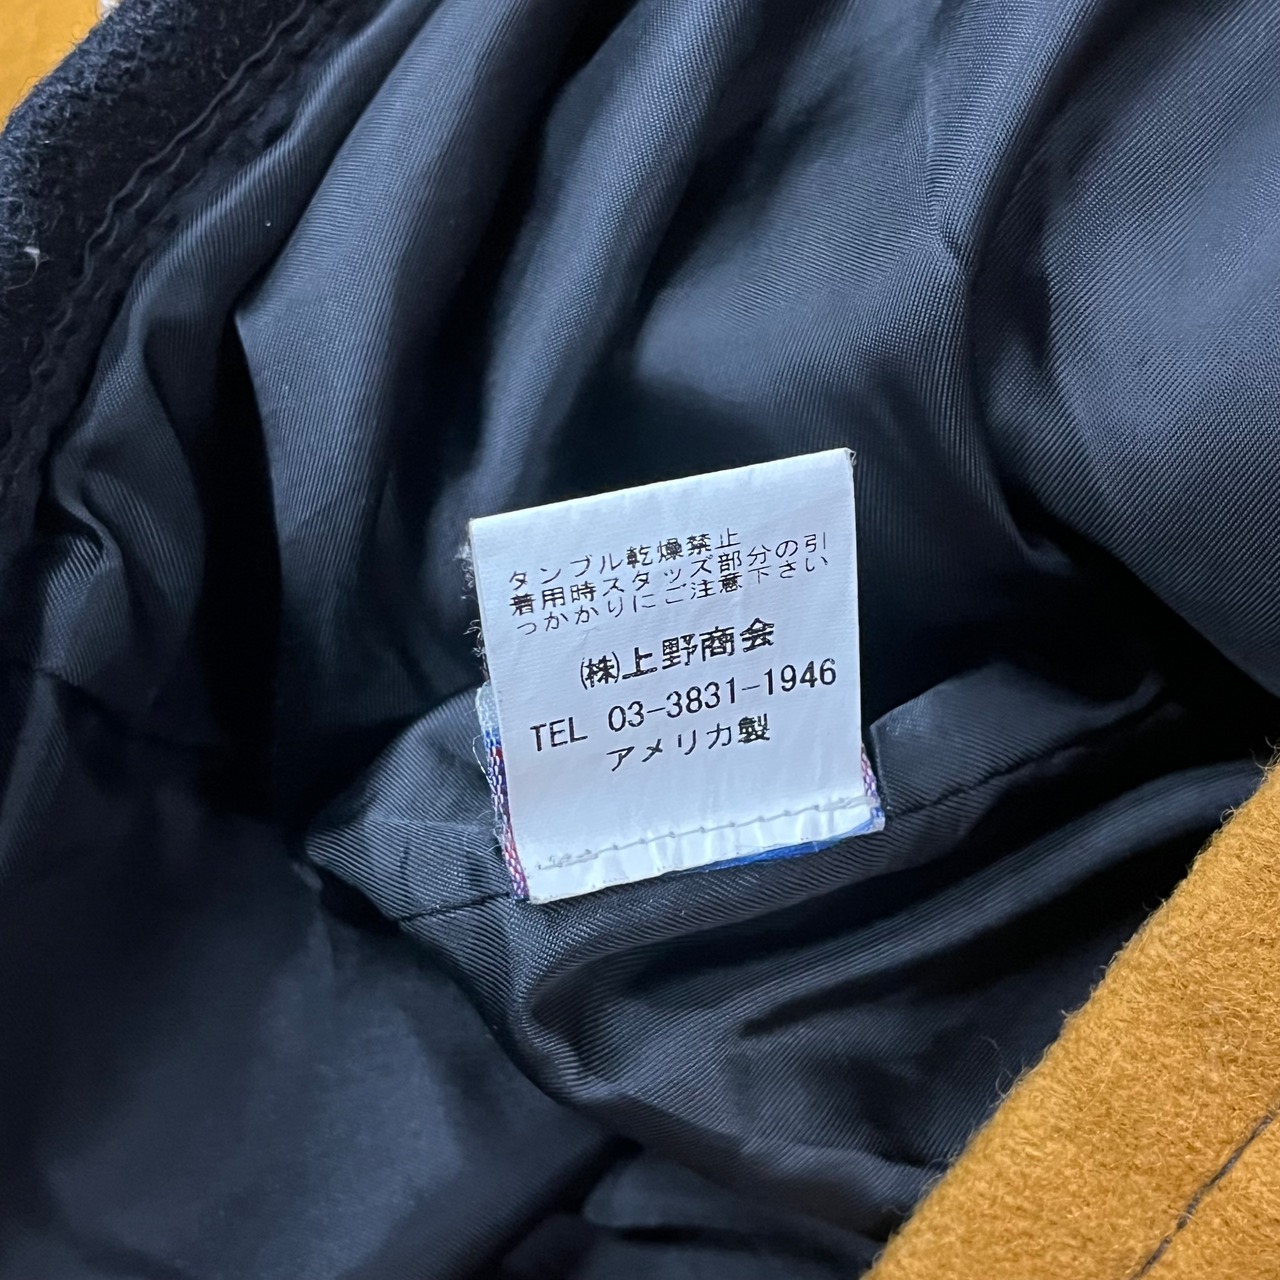 タンブル乾燥禁止
着用時スタッズ部分の引
っかかりにご注意下さい
㈱上野商会
TEL 03-3831-1946
アメリカ製